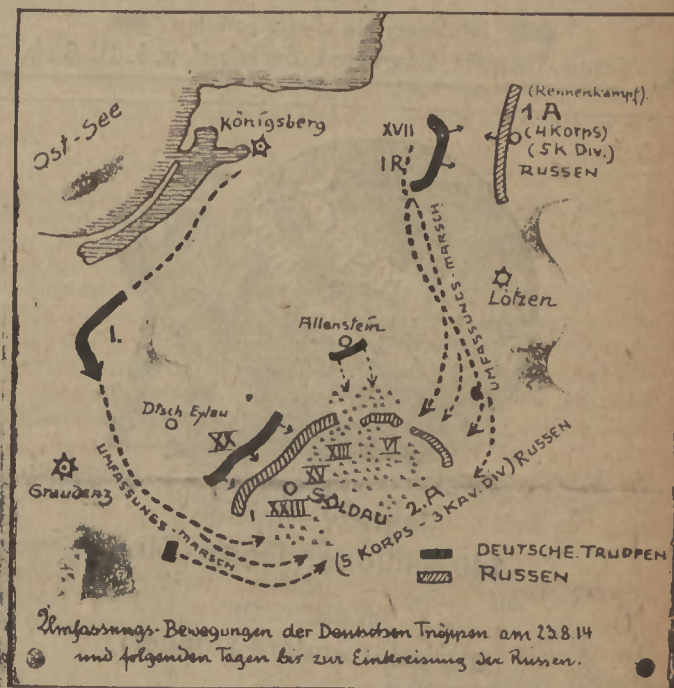 Ost-See
Königsberg
XVII
I R.
(Rennenkampf).
1.A
(4 Korps)
(5 K Div.)
RUSSEN
UMFASSUNGS-MARSCH
Lötzen
I.
Allenstein
Dtsch Eylau
XX
XIII
VI
XV
I
XXIII
SOLDAU
2.A
(5 KORPS - 3 KAV. DIV) RUSSEN
Graudenz
UMFASSUNGS-MARSCH
DEUTSCHE.TRUPPEN
RUSSEN
Umfassungs-Bewegungen der Deutschen Truppen am 23.8.14
und folgenden Tagen bis zur Einkreisung der Russen.